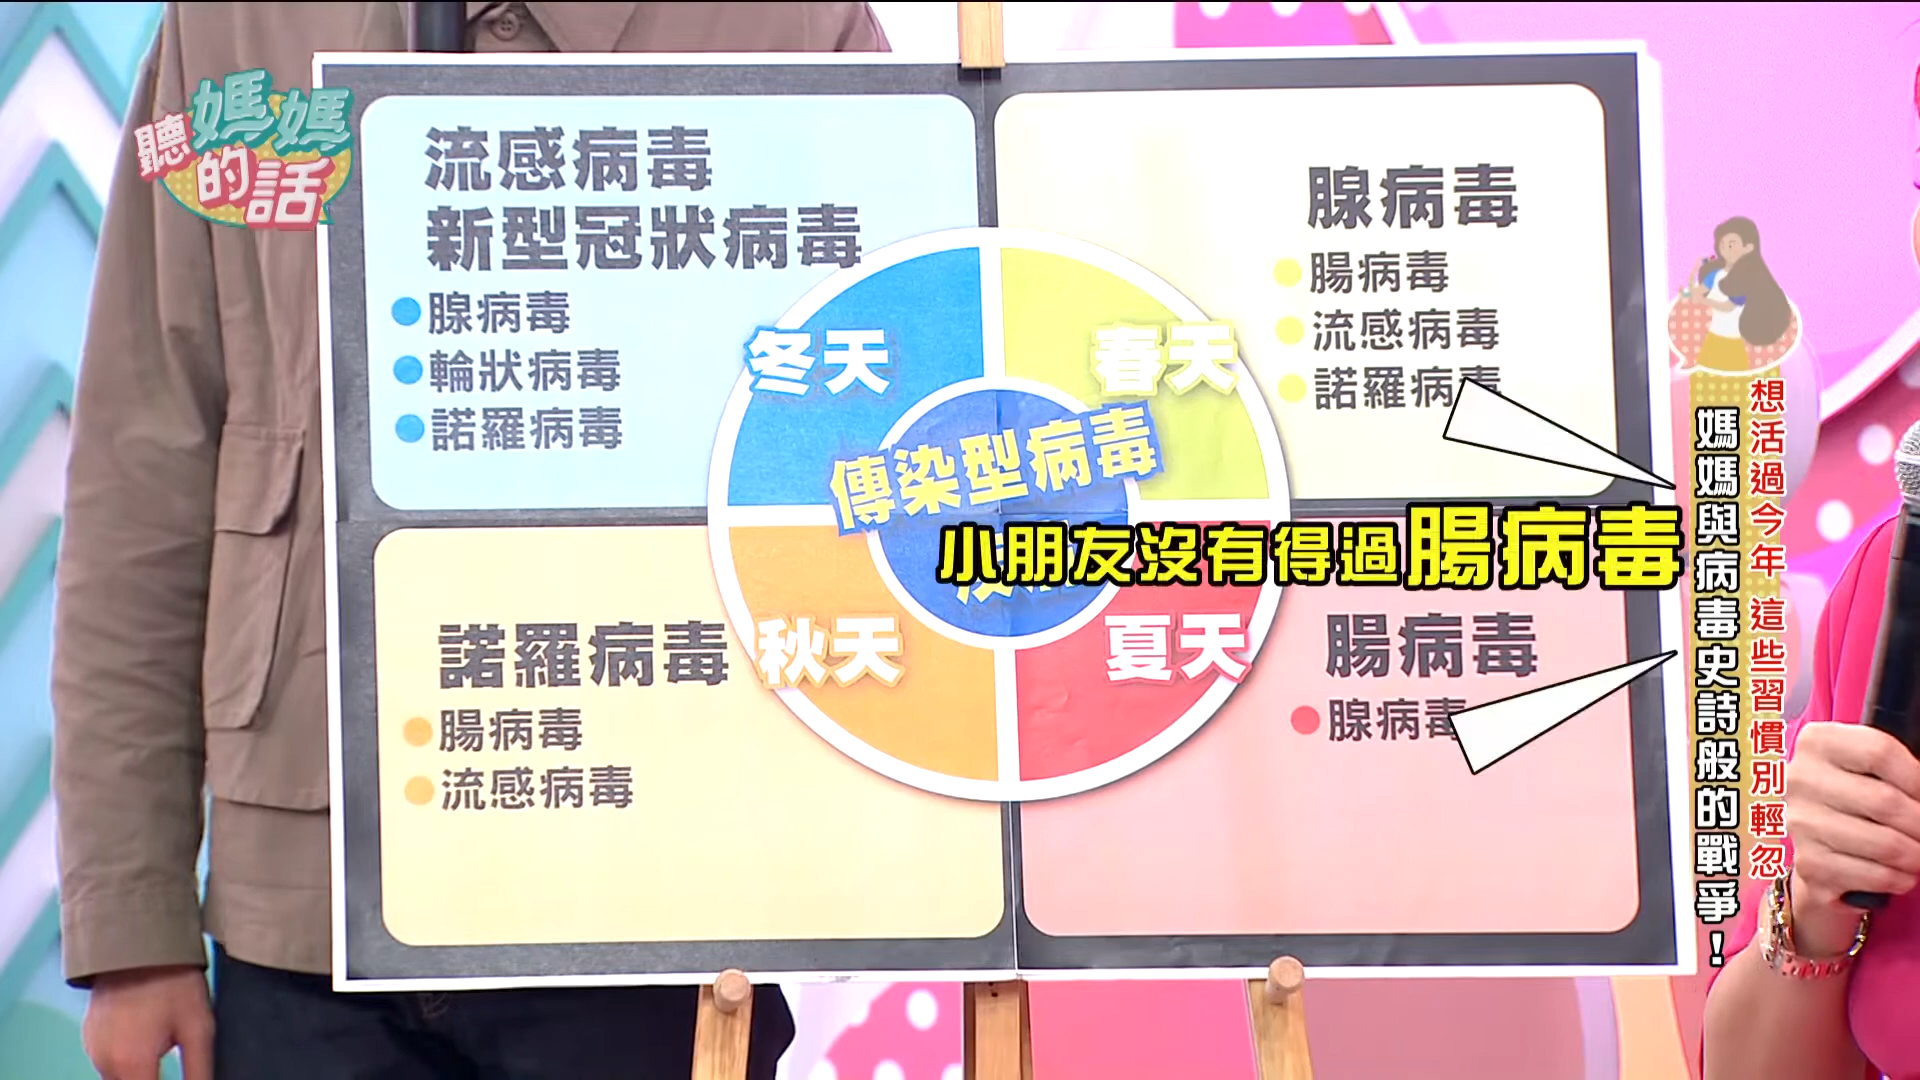 聽媽媽的話
流感病毒
新型冠狀病毒
腺病毒
輪狀病毒
諾羅病毒
腺病毒
腸病毒
流感病毒
諾羅病毒
冬天
春天
傳染型病毒
小朋友沒有得過腸病毒
秋天
夏天
諾羅病毒
腸病毒
流感病毒
腸病毒
腺病毒
想活過今年 這些習慣別輕忽
媽媽與病毒史詩般的戰爭！